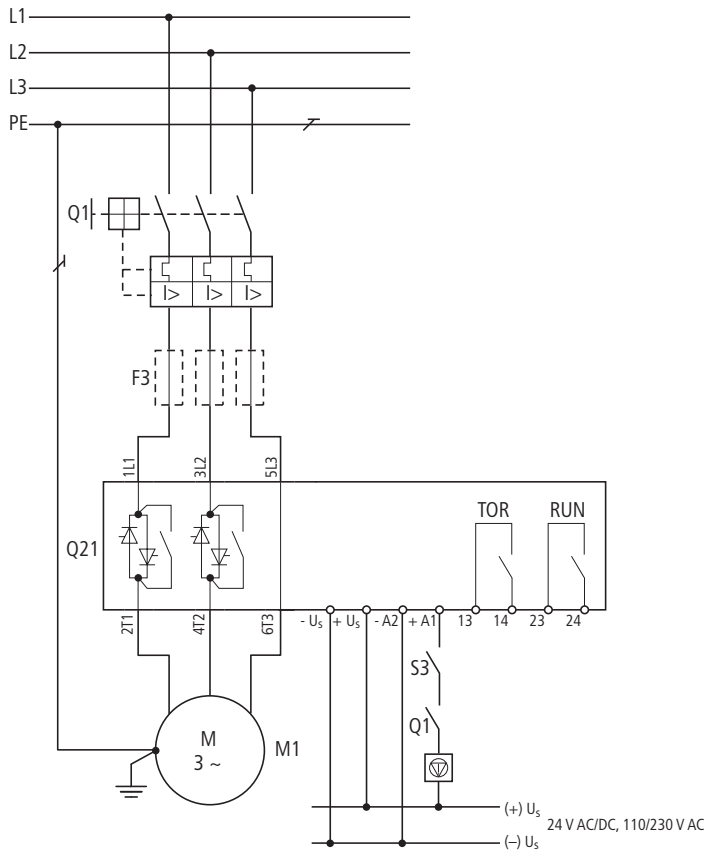 L1
L2
L3
PE
Q1
I> I> I>
F3
1L1 3L2 5L3
Q21
TOR RUN
2T1 4T2 6T3
- Us + Us - A2 + A1 13 14 23 24
S3
Q1
M
3 ~
M1
(+) Us
24 V AC/DC, 110/230 V AC
(–) Us